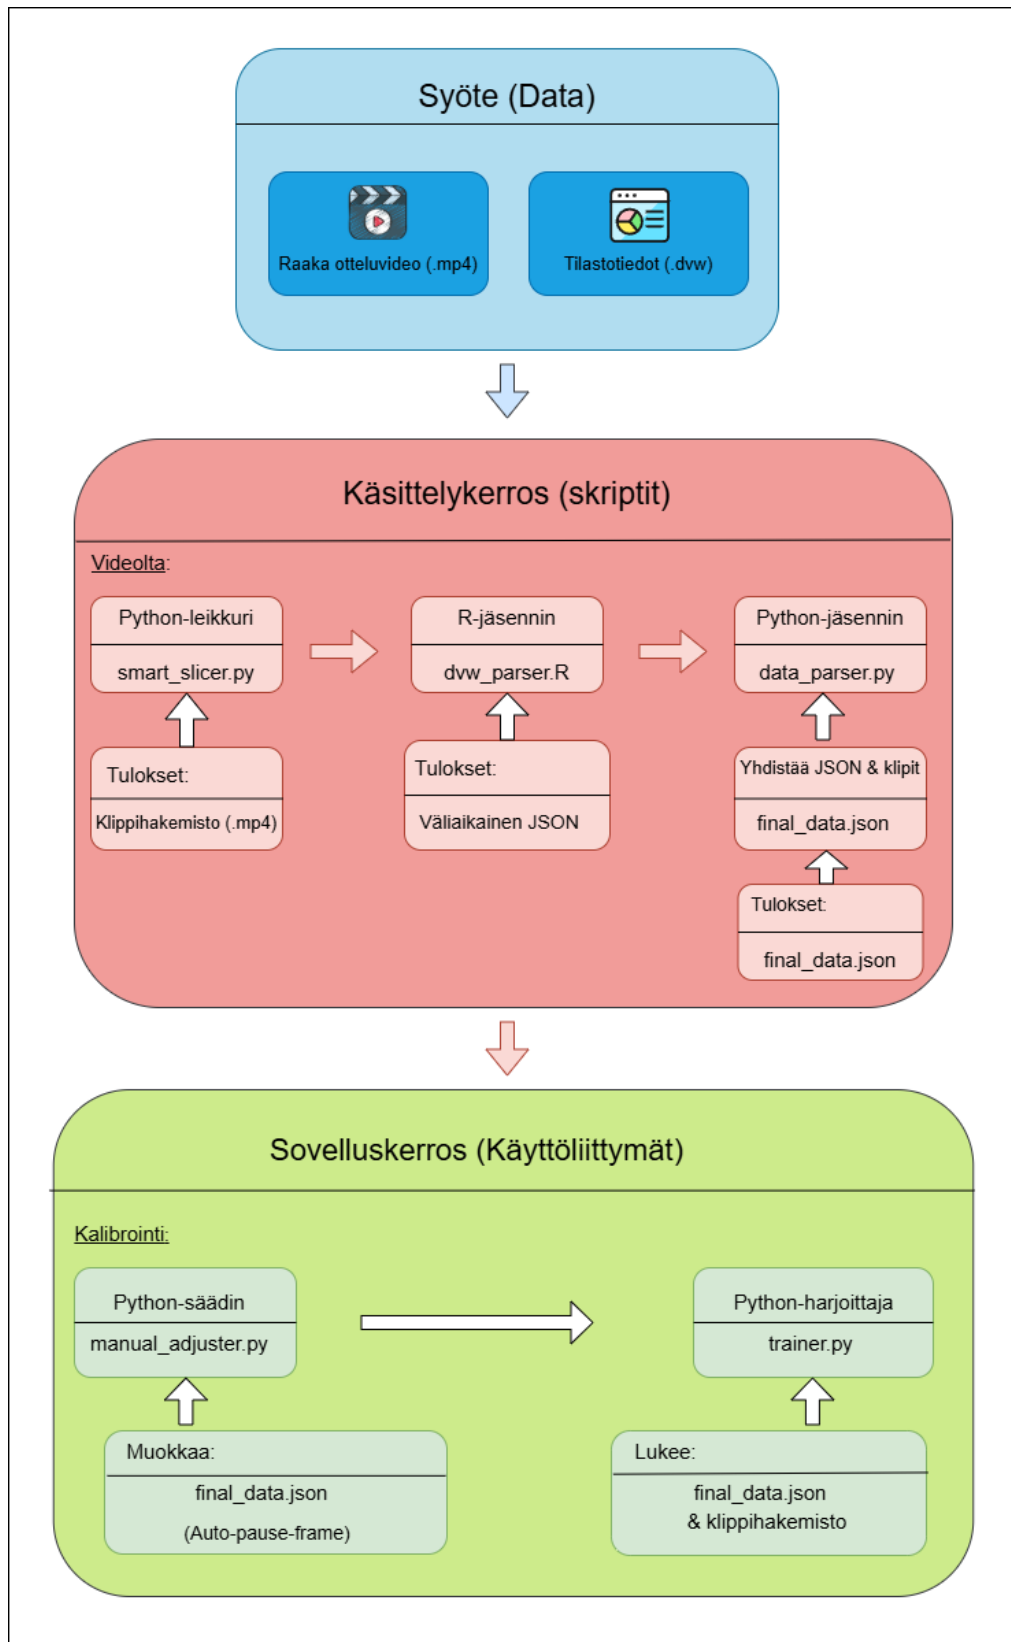 Syöte (Data)
Raaka otteluvideo (.mp4)
Tilastotiedot (.dvw)
Käsittelykerros (skriptit)
Videolta:
Python-leikkuri
smart_slicer.py
R-jäsennin
dvw_parser.R
Python-jäsennin
data_parser.py
Tulokset:
Klippihakemisto (.mp4)
Tulokset:
Väliaikainen JSON
Yhdistää JSON & klipit
final_data.json
Tulokset:
final_data.json
Sovelluskerros (Käyttöliittymät)
Kalibrointi:
Python-säädin
manual_adjuster.py
Python-harjoittaja
trainer.py
Muokkaa:
final_data.json
(Auto-pause-frame)
Lukee:
final_data.json
& klippihakemisto